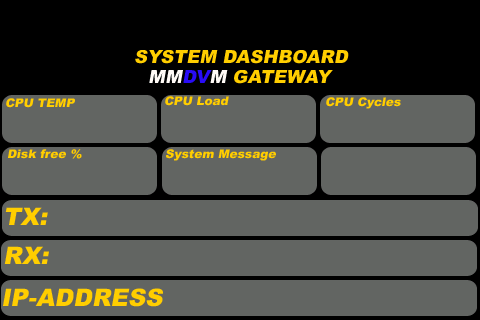 SYSTEM DASHBOARD
MMDVM GATEWAY
CPU TEMP
CPU Load
CPU Cycles
Disk free %
System Message
TX:
RX:
IP-ADDRESS